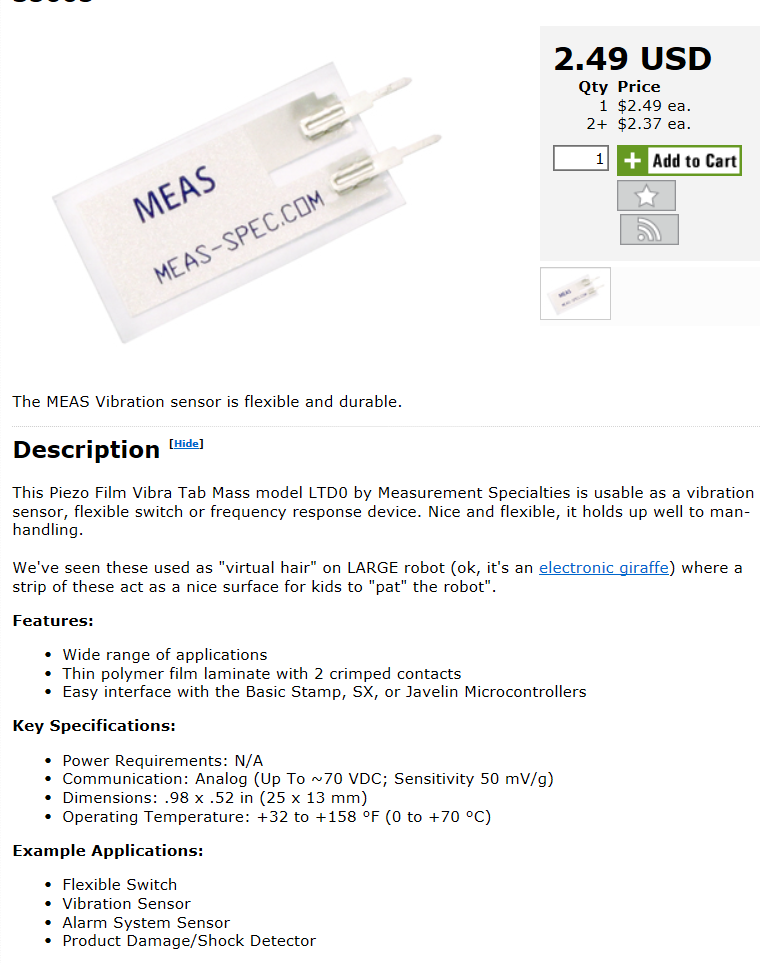 2.49 USD
Qty Price
1 $2.49 ea.
2+ $2.37 ea.
1
+ Add to Cart
MEAS
MEAS-SPEC.COM
The MEAS Vibration sensor is flexible and durable.
Description [Hide]
This Piezo Film Vibra Tab Mass model LTD0 by Measurement Specialties is usable as a vibration
sensor, flexible switch or frequency response device. Nice and flexible, it holds up well to man-
handling.
We've seen these used as "virtual hair" on LARGE robot (ok, it's an electronic giraffe) where a
strip of these act as a nice surface for kids to "pat" the robot".
Features:
• Wide range of applications
• Thin polymer film laminate with 2 crimped contacts
• Easy interface with the Basic Stamp, SX, or Javelin Microcontrollers
Key Specifications:
• Power Requirements: N/A
• Communication: Analog (Up To ~70 VDC; Sensitivity 50 mV/g)
• Dimensions: .98 x .52 in (25 x 13 mm)
• Operating Temperature: +32 to +158 ºF (0 to +70 ºC)
Example Applications:
• Flexible Switch
• Vibration Sensor
• Alarm System Sensor
• Product Damage/Shock Detector